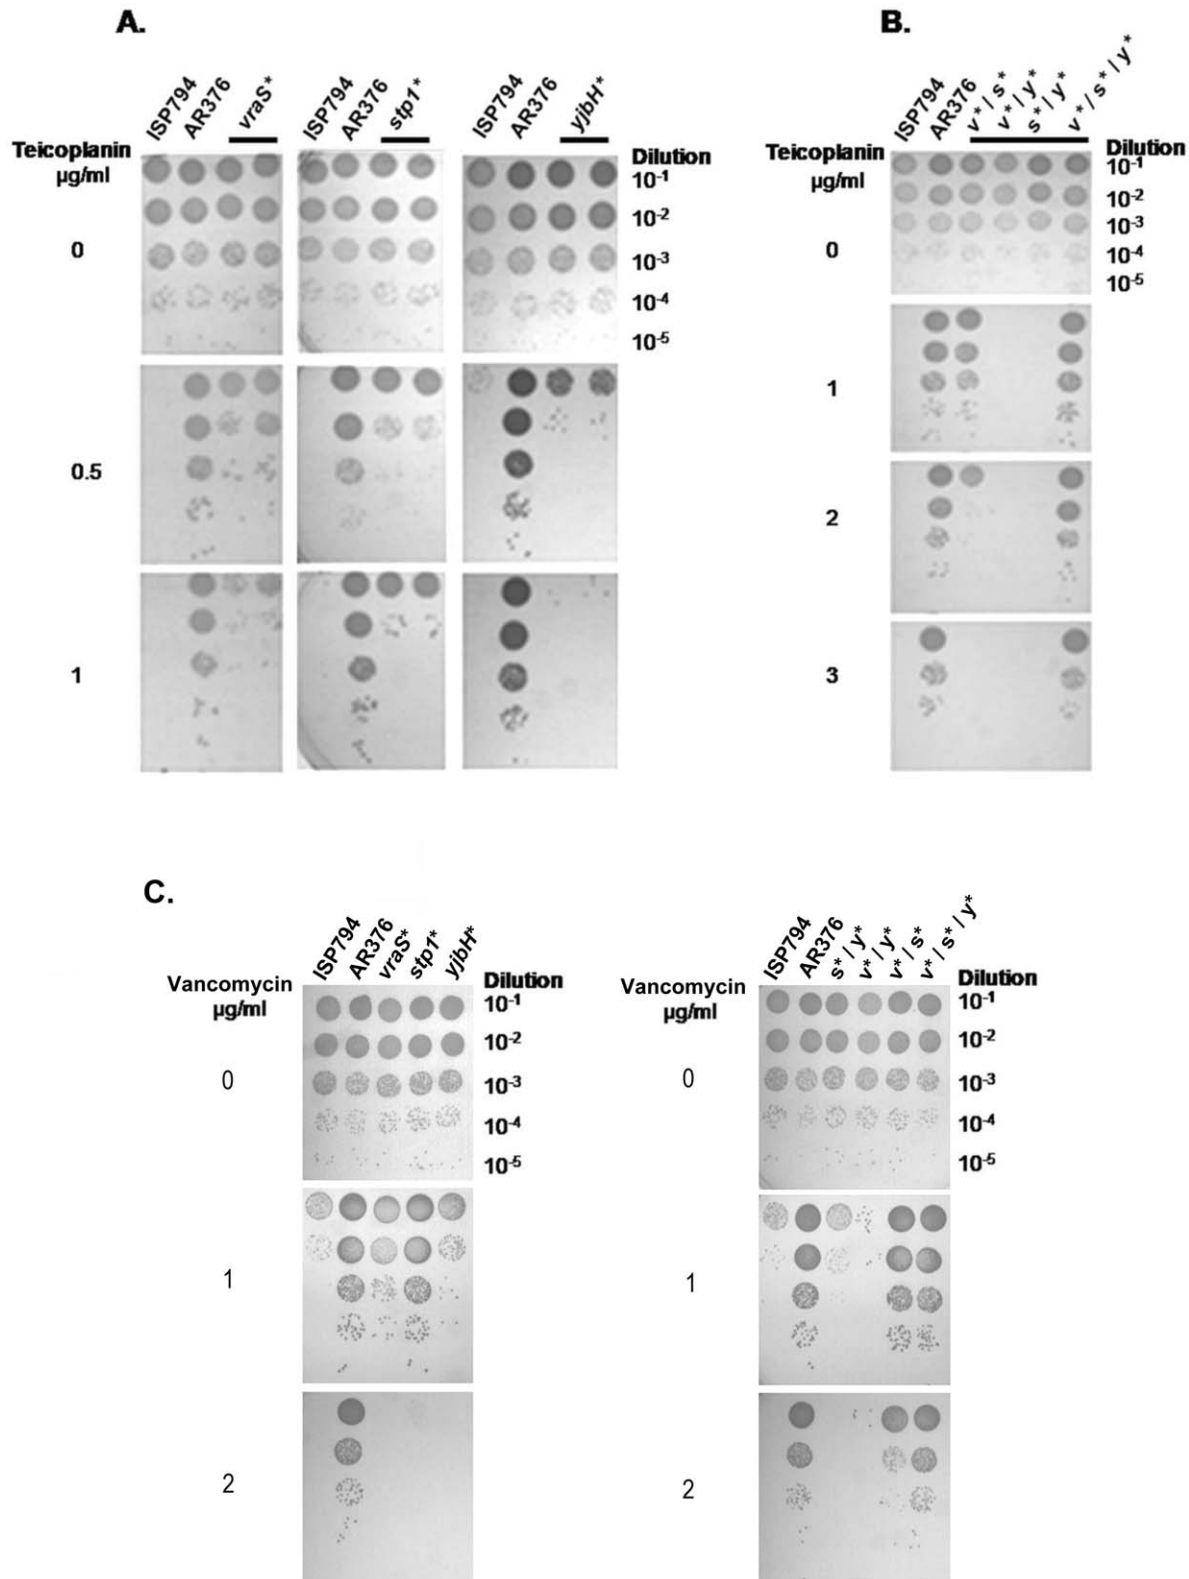 A.
ISP794 AR376 vraS* ISP794 AR376 stp1* ISP794 AR376 yjbH*
Teicoplanin
µg/ml
Dilution
10-1
10-2
0
10-3
10-4
10-5
0.5
1
B.
ISP794 AR376 v*/s* v*/y* s*/y* v*/s*/y*
Teicoplanin
µg/ml
Dilution
10-1
10-2
10-3
0
10-4
10-5
1
2
3
C.
ISP794 AR376 vraS* stp1* yjbH*
Vancomycin
µg/ml
Dilution
10-1
10-2
0
10-3
10-4
10-5
1
2
ISP794 AR376 s*/y* v*/y* v*/s* v*/s*/y*
Vancomycin
µg/ml
Dilution
10-1
10-2
0
10-3
10-4
10-5
1
2